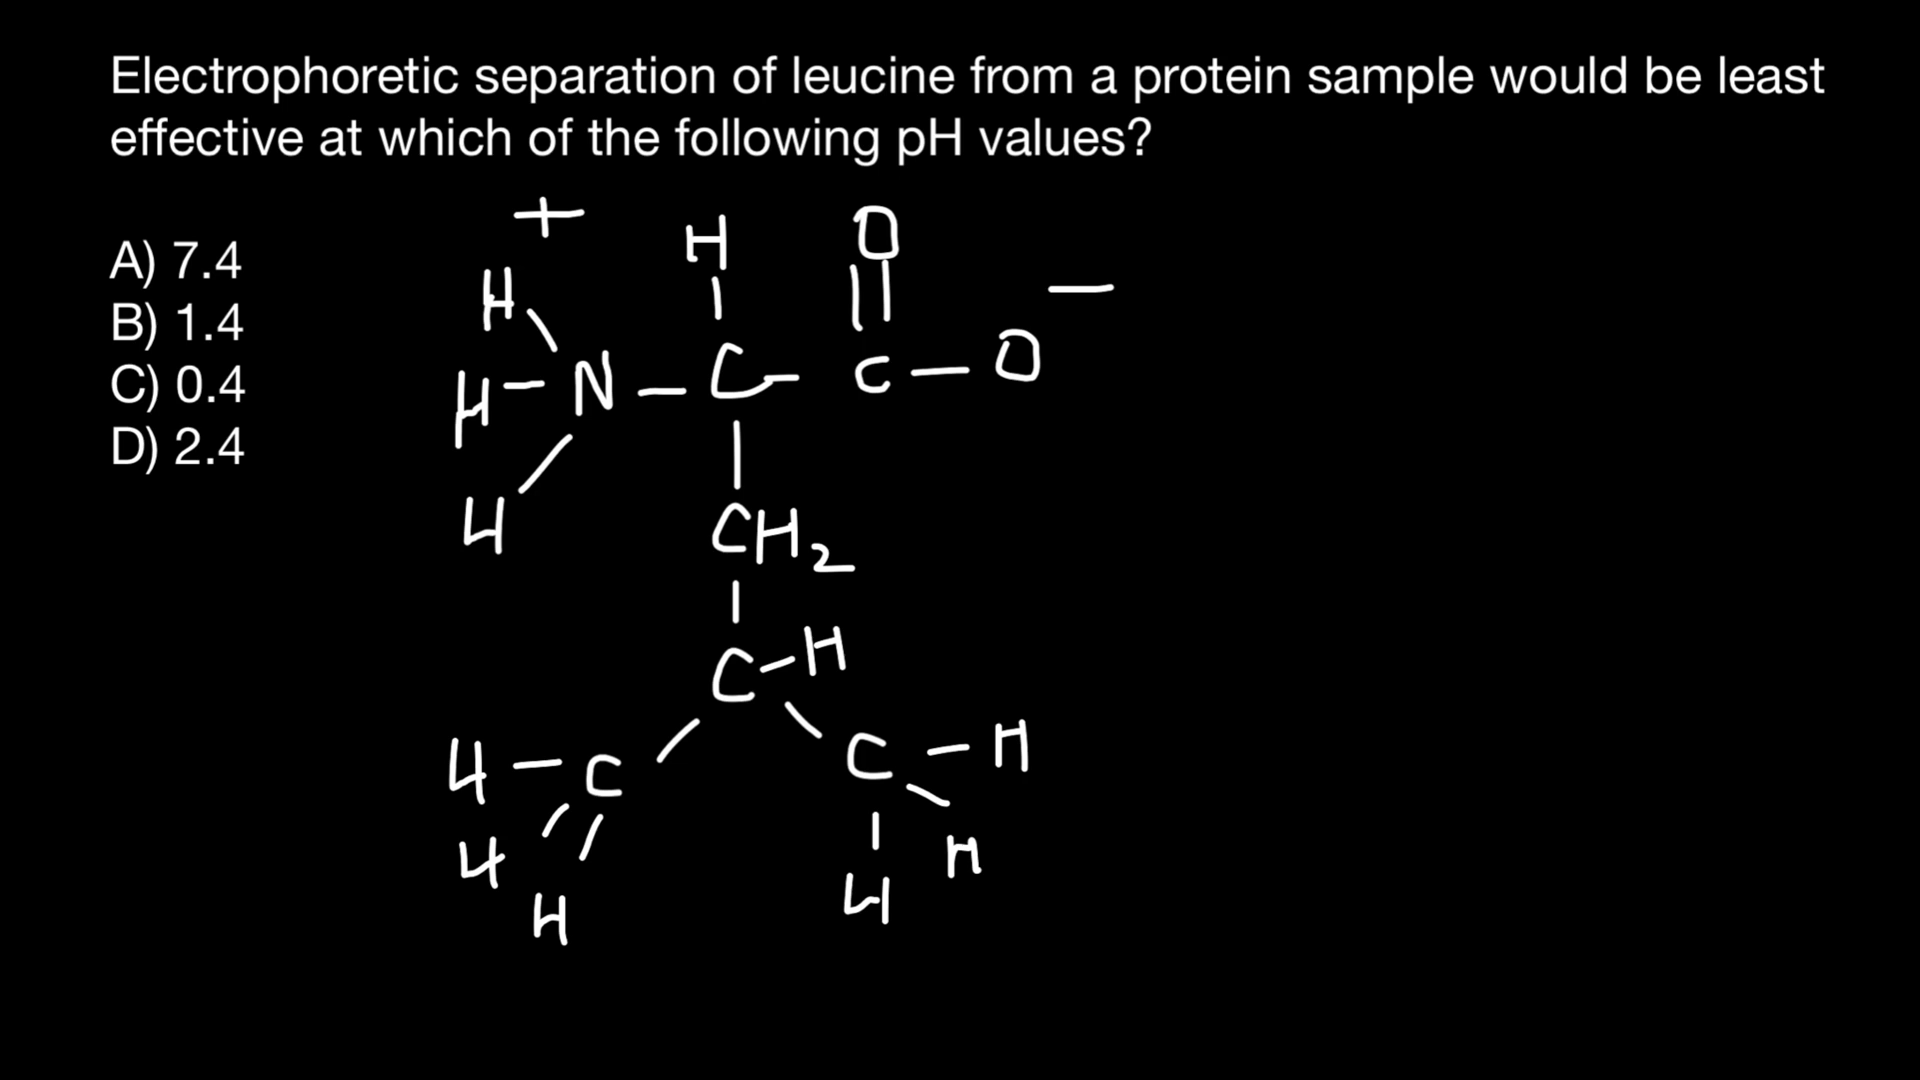 Electrophoretic separation of leucine from a protein sample would be least
effective at which of the following pH values?
A) 7.4
B) 1.4
C) 0.4
D) 2.4
+
H
O
H
—
H – N – C – C – O
H
CH2
C – H
H – C
C – H
H
H
H
H